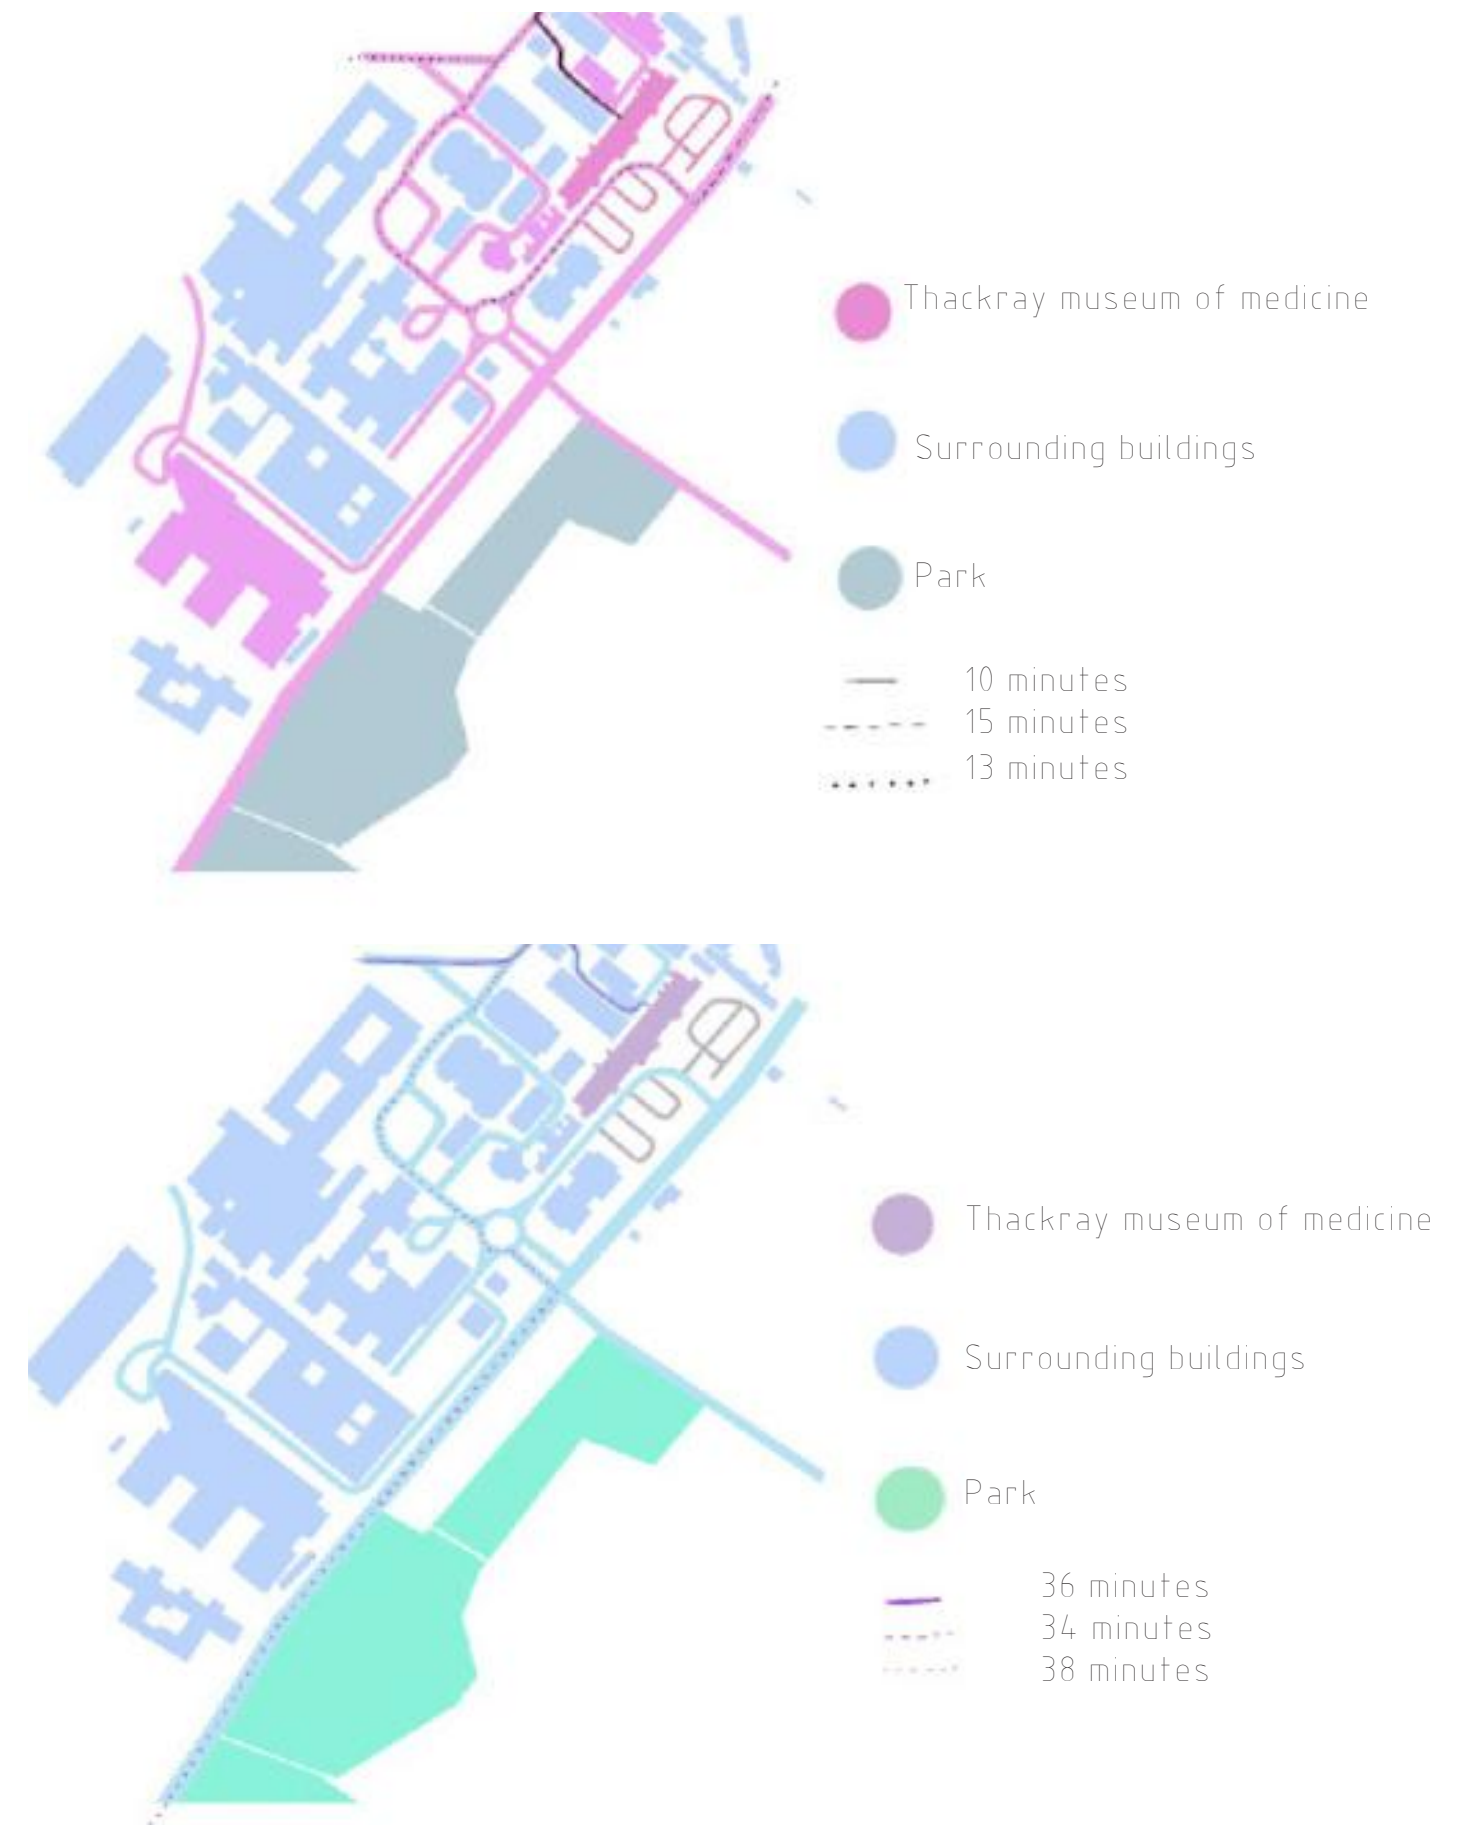 Thackray museum of medicine
Surrounding buildings
Park
10 minutes
15 minutes
13 minutes
Thackray museum of medicine
Surrounding buildings
Park
36 minutes
34 minutes
38 minutes